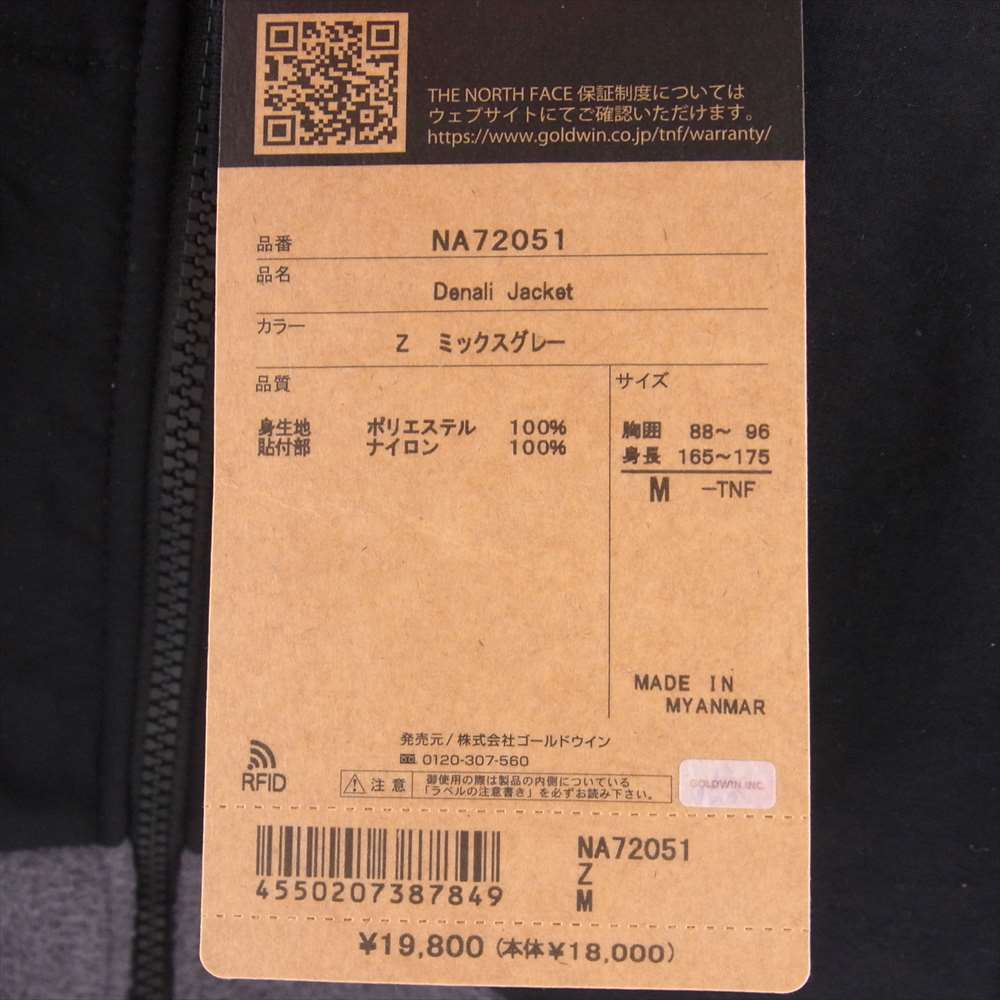 THE NORTH FACE 保証制度については
ウェブサイトにてご確認いただけます。
https://www.goldwin.co.jp/tnf/warranty/
品番 NA72051
品名
Denali Jacket
カラー
Z ミックスグレー
品質
身生地 ポリエステル 100%
貼付部 ナイロン 100%
サイズ
胸囲 88～ 96
身長 165～175
M －TNF
MADE IN
MYANMAR
発売元/株式会社ゴールドウイン
0120-307-560
RFID
注意 御使用の際は製品の内側についている
「ラベルの注意書き」を必ずお読み下さい。
GOLDWIN INC.
4550207387849
NA72051
Z
M
¥19,800 (本体¥18,000)